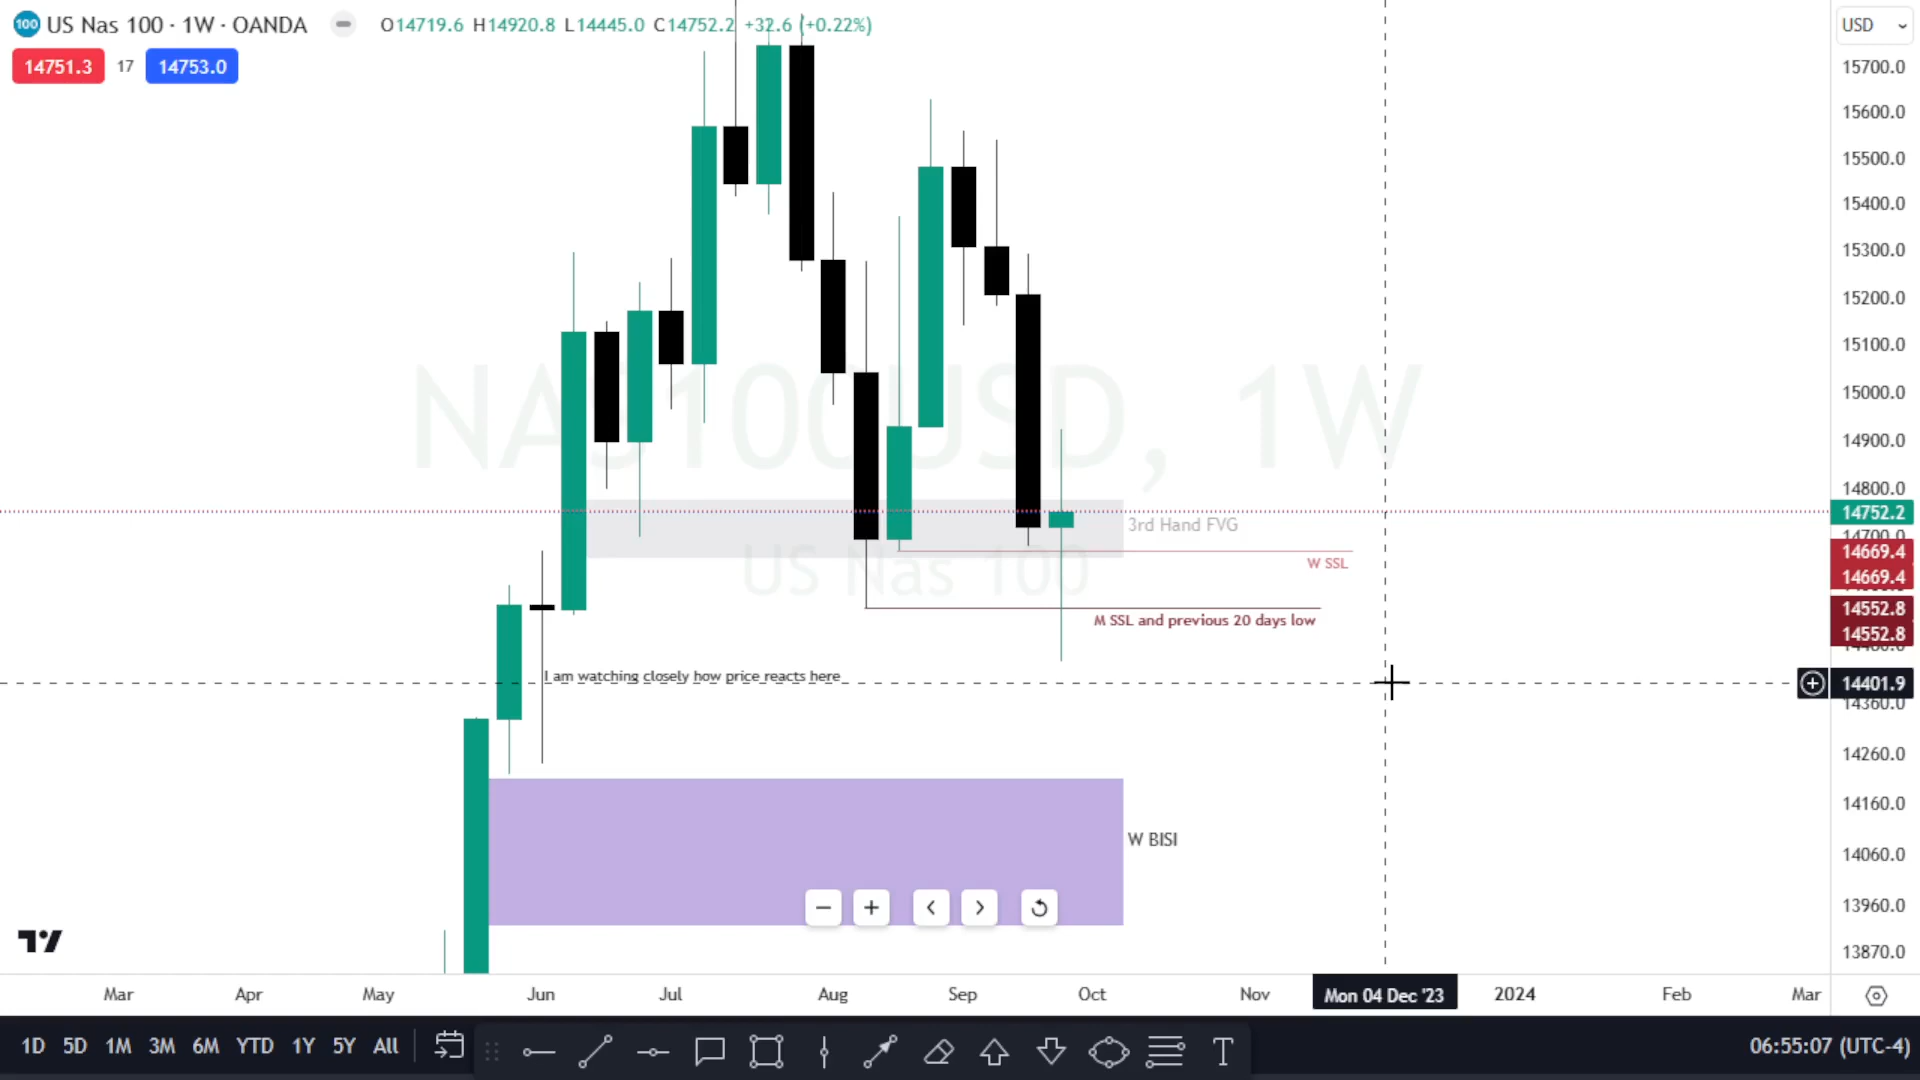 US Nas 100 · 1W · OANDA
O14719.6 H14920.8 L14445.0 C14752.2 +32.6 (+0.22%)
USD
14751.3 17 14753.0
15700.0
15600.0
15500.0
15400.0
15300.0
15200.0
15100.0
15000.0
14900.0
14800.0
14752.2
14700.0
14669.4
14669.4
14552.8
14552.8
14401.9
14360.0
14260.0
14160.0
14060.0
13960.0
13870.0
NAS100USD, 1W
US Nas 100
3rd Hand FVG
W SSL
M SSL and previous 20 days low
I am watching closely how price reacts here
W BISI
Mar Apr May Jun Jul Aug Sep Oct Nov Mon 04 Dec '23 2024 Feb Mar
1D 5D 1M 3M 6M YTD 1Y 5Y All
06:55:07 (UTC-4)